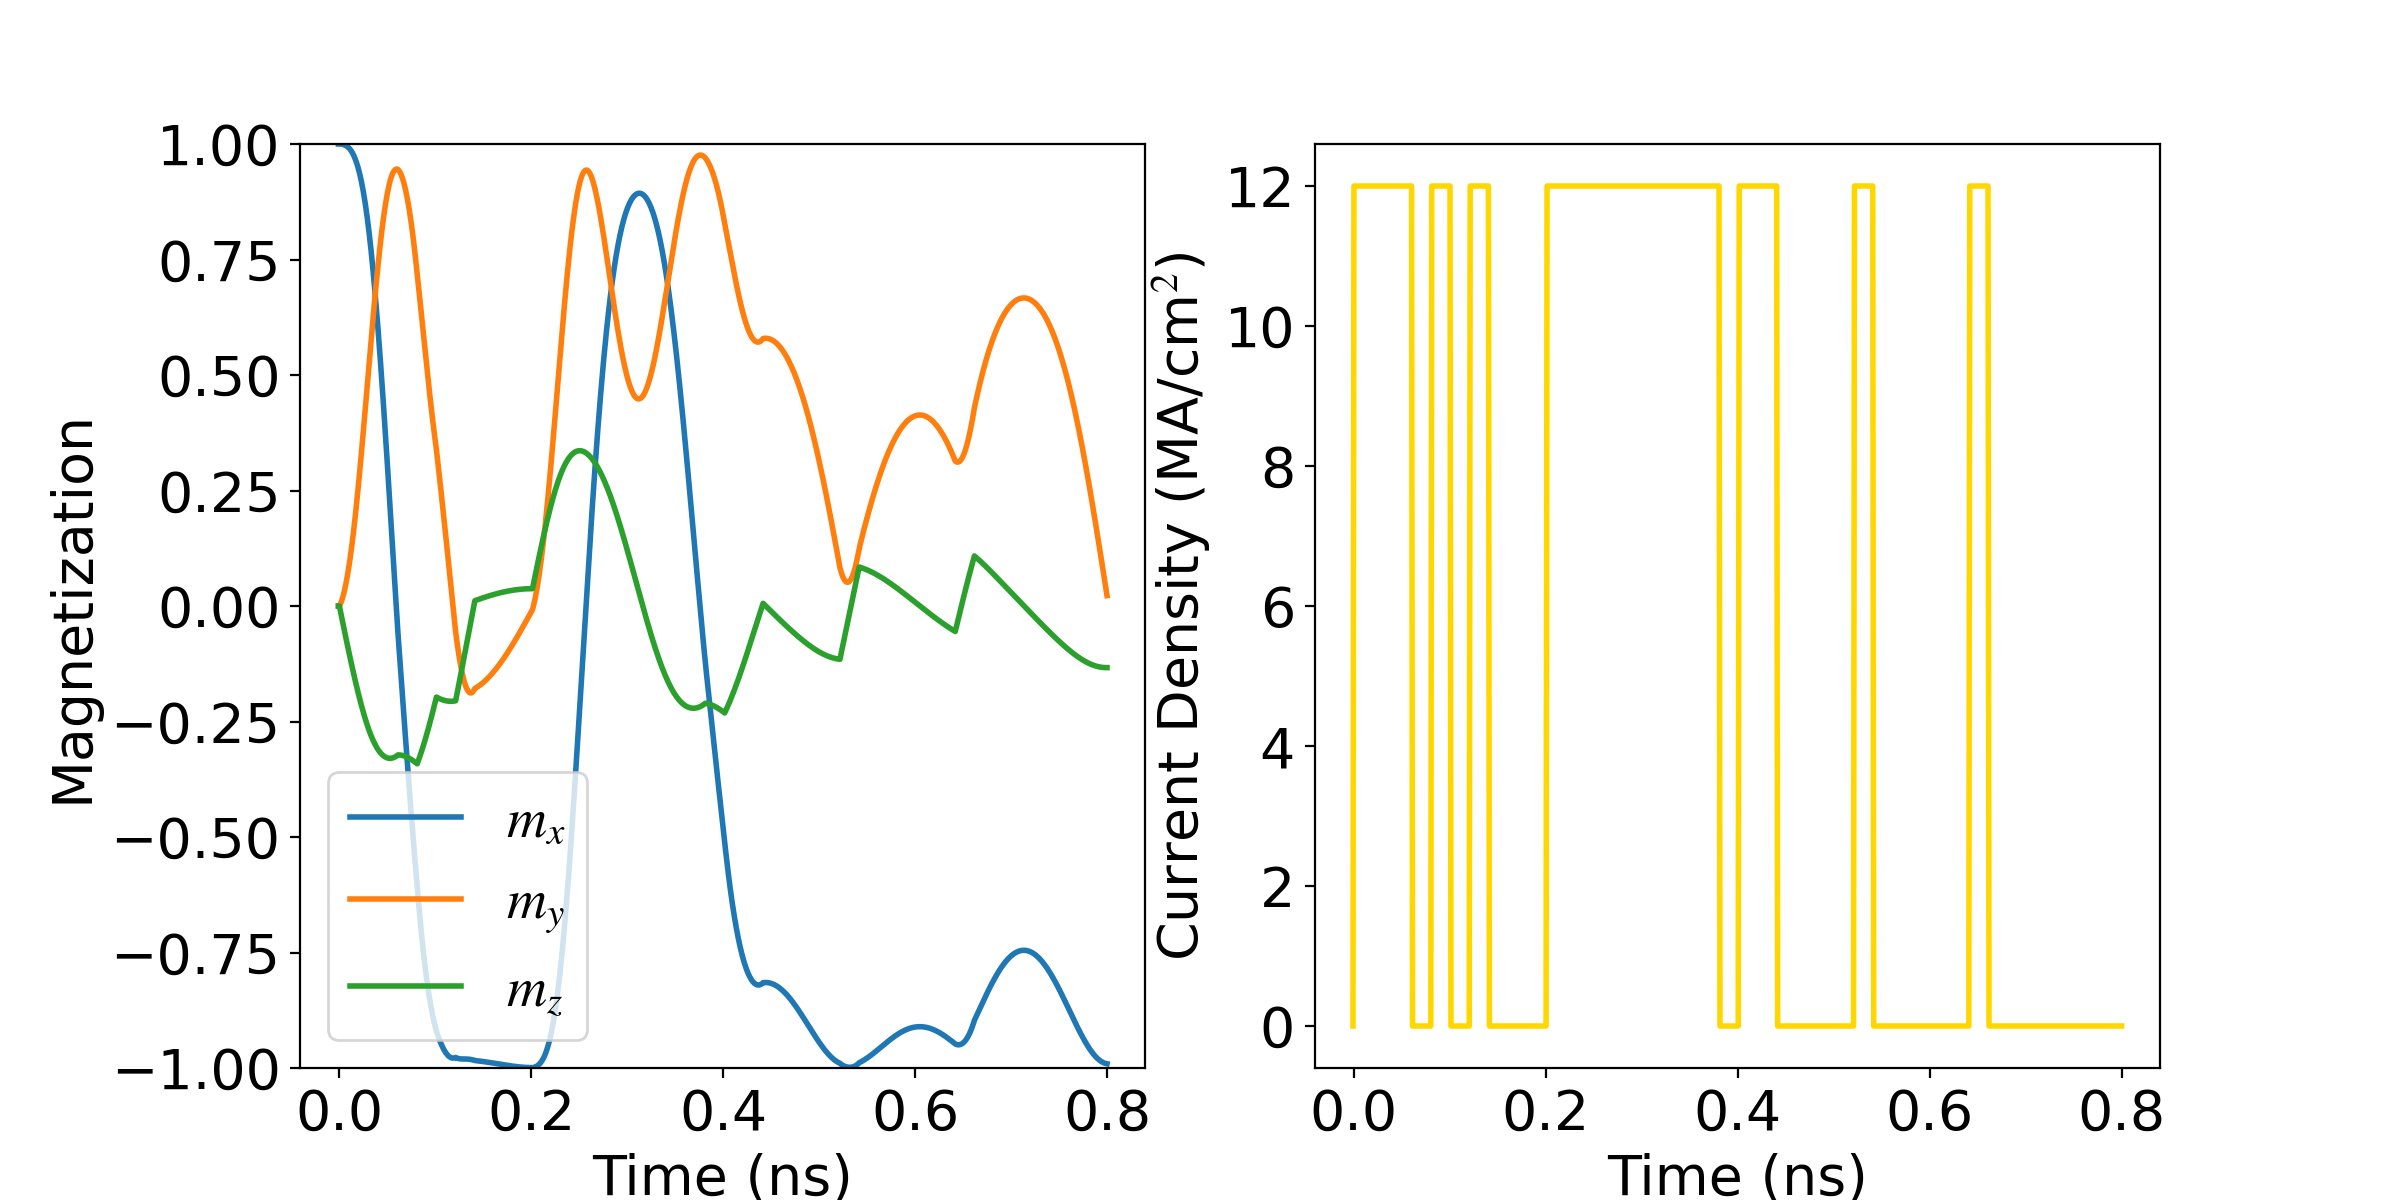 Magnetization
1.00
0.75
0.50
0.25
0.00
−0.25
−0.50
−0.75
−1.00
0.0 0.2 0.4 0.6 0.8
Time (ns)
m_x
m_y
m_z
Current Density (MA/cm²)
12
10
8
6
4
2
0
0.0 0.2 0.4 0.6 0.8
Time (ns)